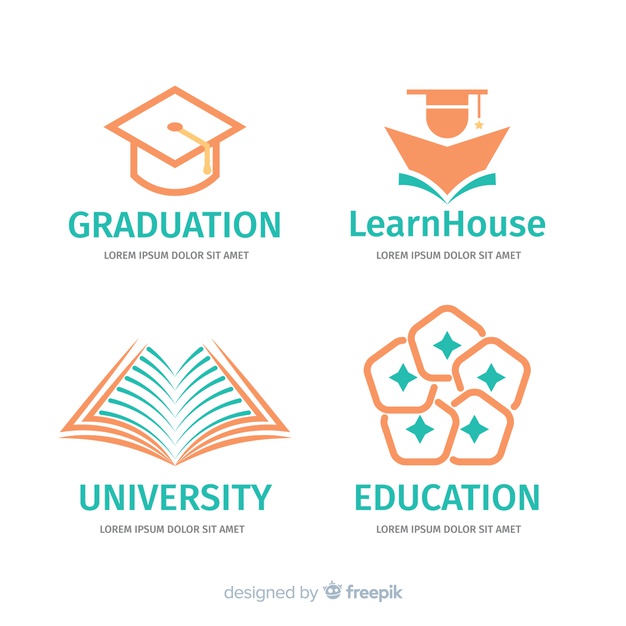 GRADUATION
LOREM IPSUM DOLOR SIT AMET
LearnHouse
LOREM IPSUM DOLOR SIT AMET
UNIVERSITY
LOREM IPSUM DOLOR SIT AMET
EDUCATION
LOREM IPSUM DOLOR SIT AMET
designed by freepik